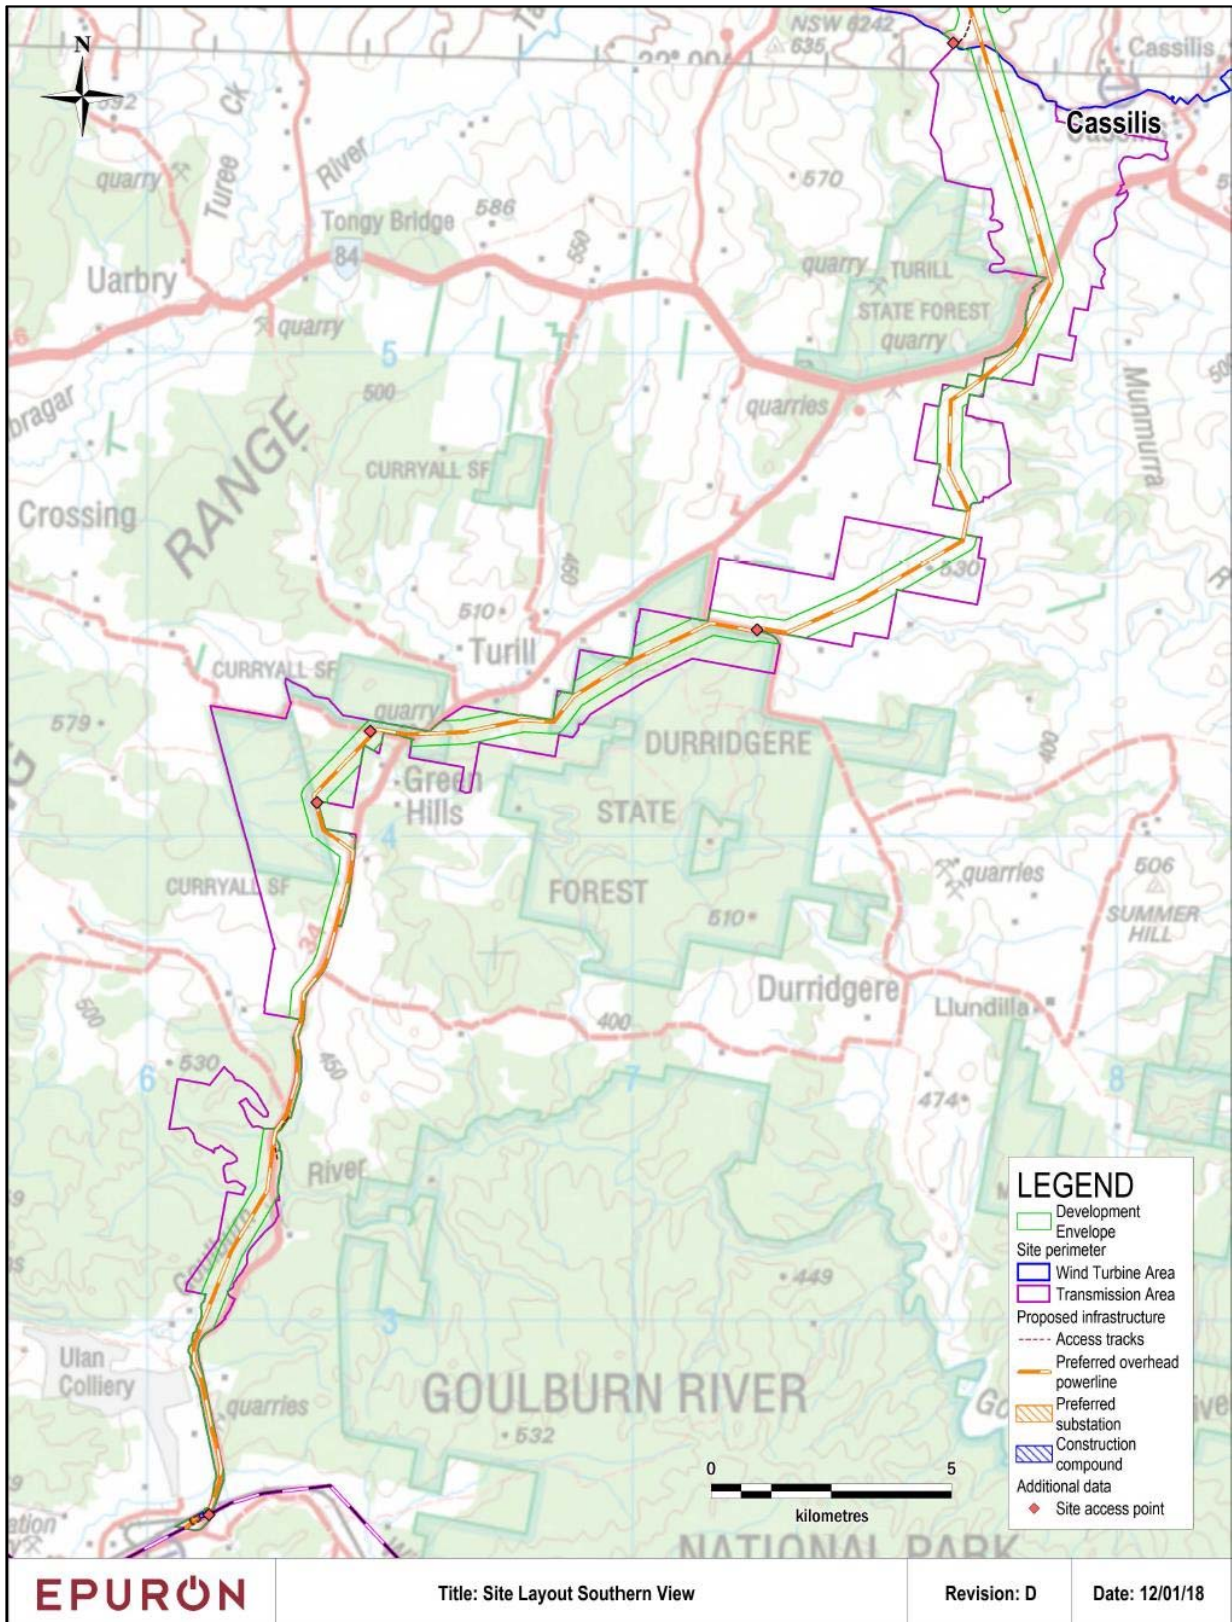 NSW 6242
635
N
592
Cassilis
Cassilis
Turee Ck
River
quarry
570
586
Tongy Bridge
84
550
Uarbry
quarry
TURILL
STATE FOREST
quarry
quarry
5
500
quarries
Munmurra
bragar
RANGE
CURRYALL SF
Crossing
450
530
510
Turill
CURRYALL SF
quarry
579
DURRIDGERE
400
Green
Hills
STATE
4
CURRYALL SF
FOREST
quarries
506
SUMMER
HILL
510
500
Durridgere
Llundilla
400
530
6
450
7
8
474
River
Goulburn
449
3
Ulan
Colliery
quarries
GOULBURN RIVER
532
NATIONAL PARK
LEGEND
Development
Envelope
Site perimeter
Wind Turbine Area
Transmission Area
Proposed infrastructure
Access tracks
Preferred overhead
powerline
Preferred
substation
Construction
compound
Additional data
Site access point
0 5
kilometres
EPURON
Title: Site Layout Southern View
Revision: D
Date: 12/01/18